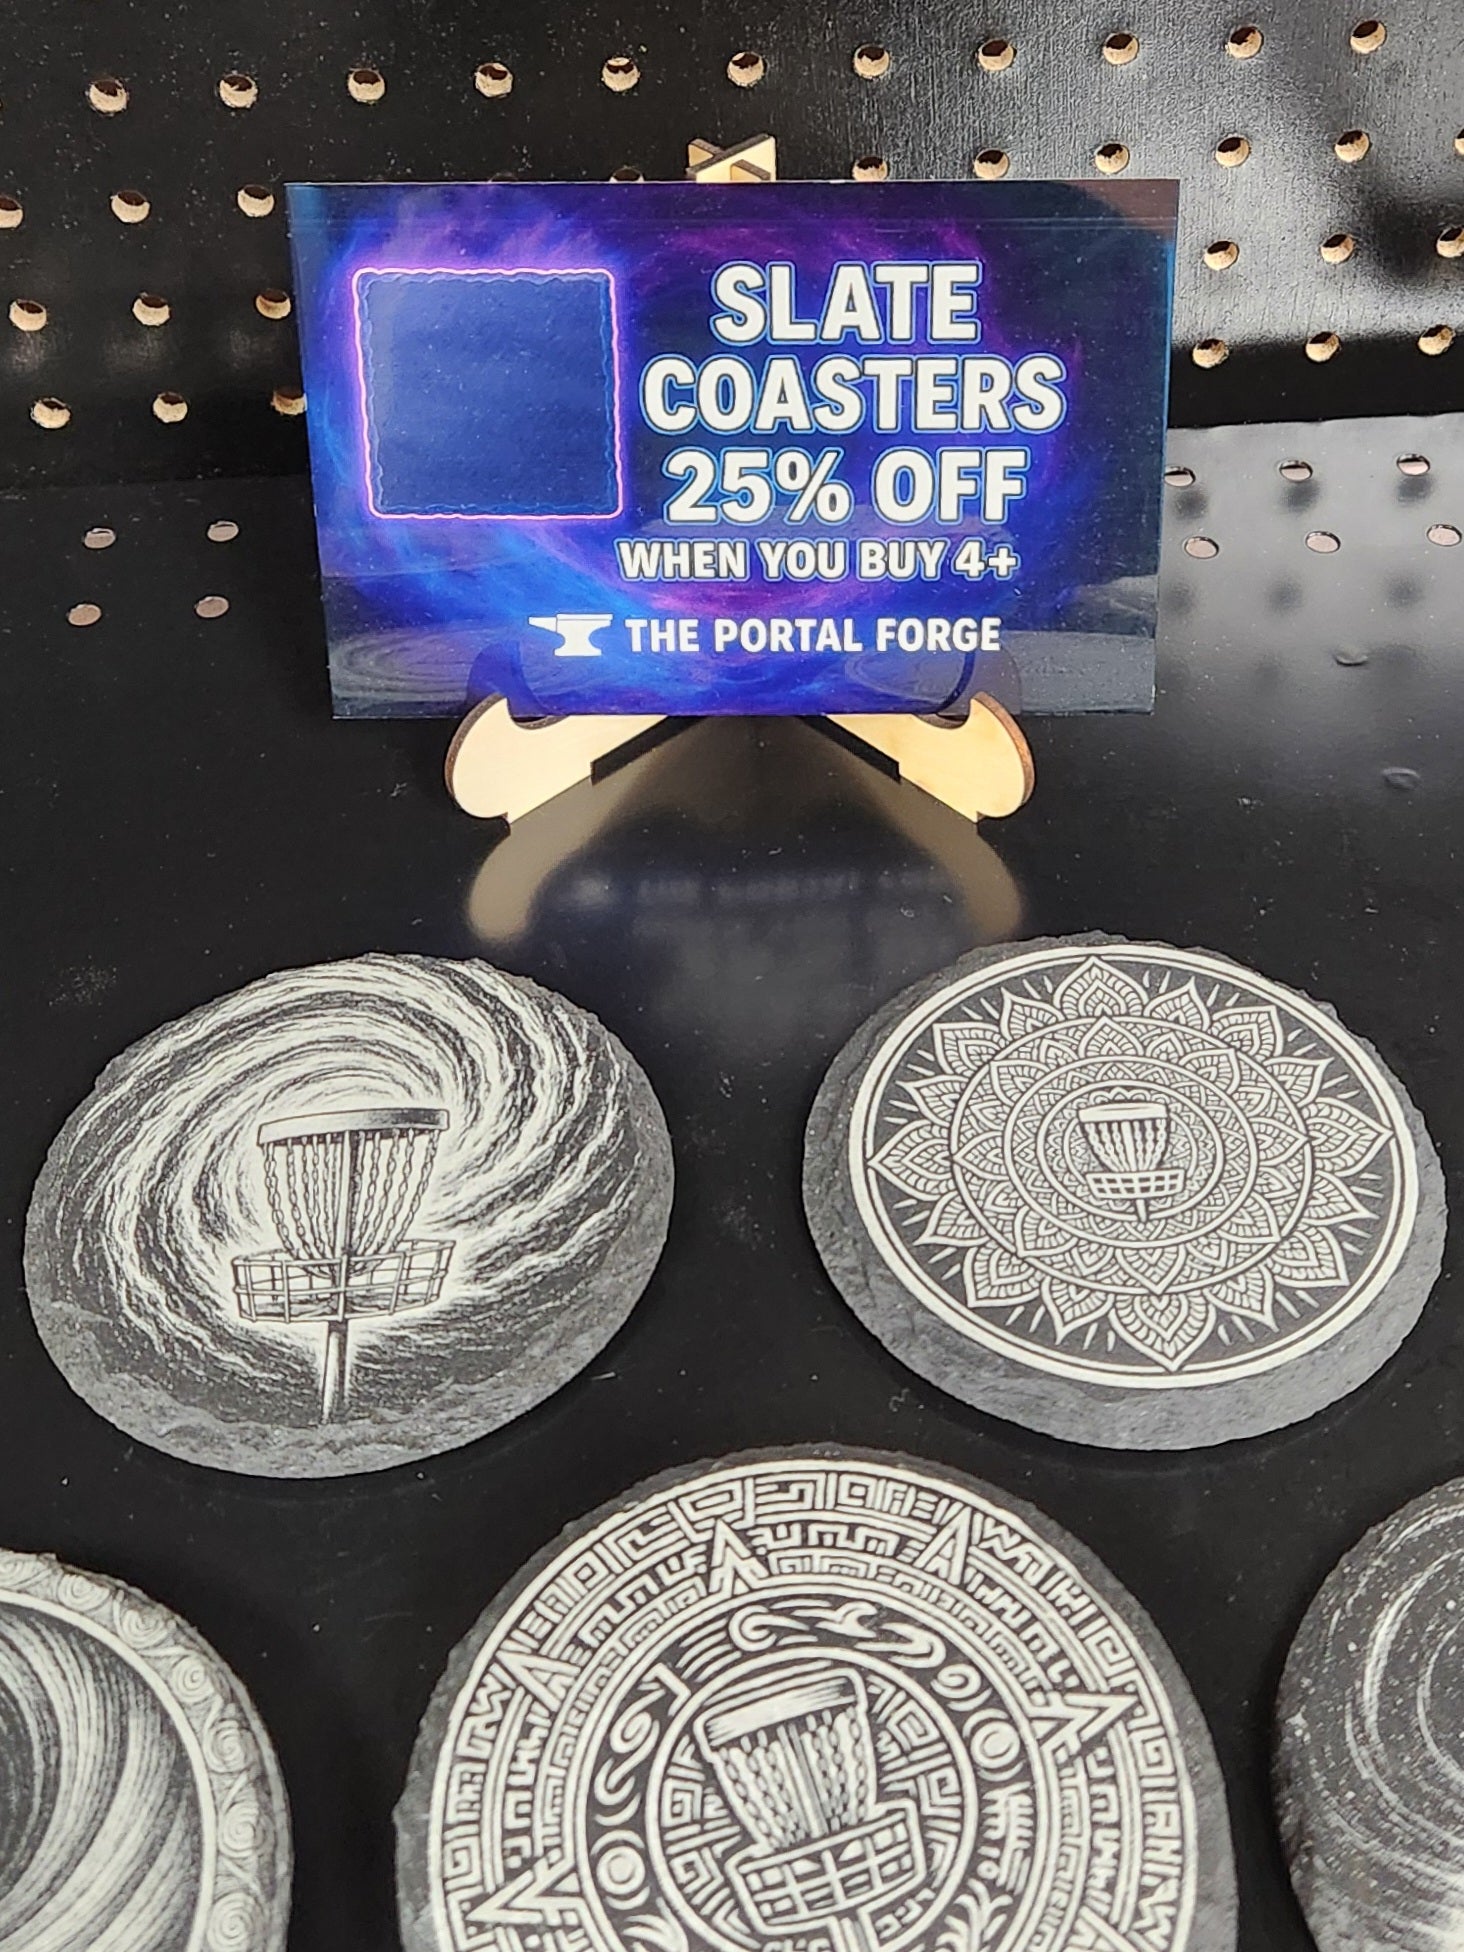 SLATE
COASTERS
25% OFF
WHEN YOU BUY 4+
THE PORTAL FORGE